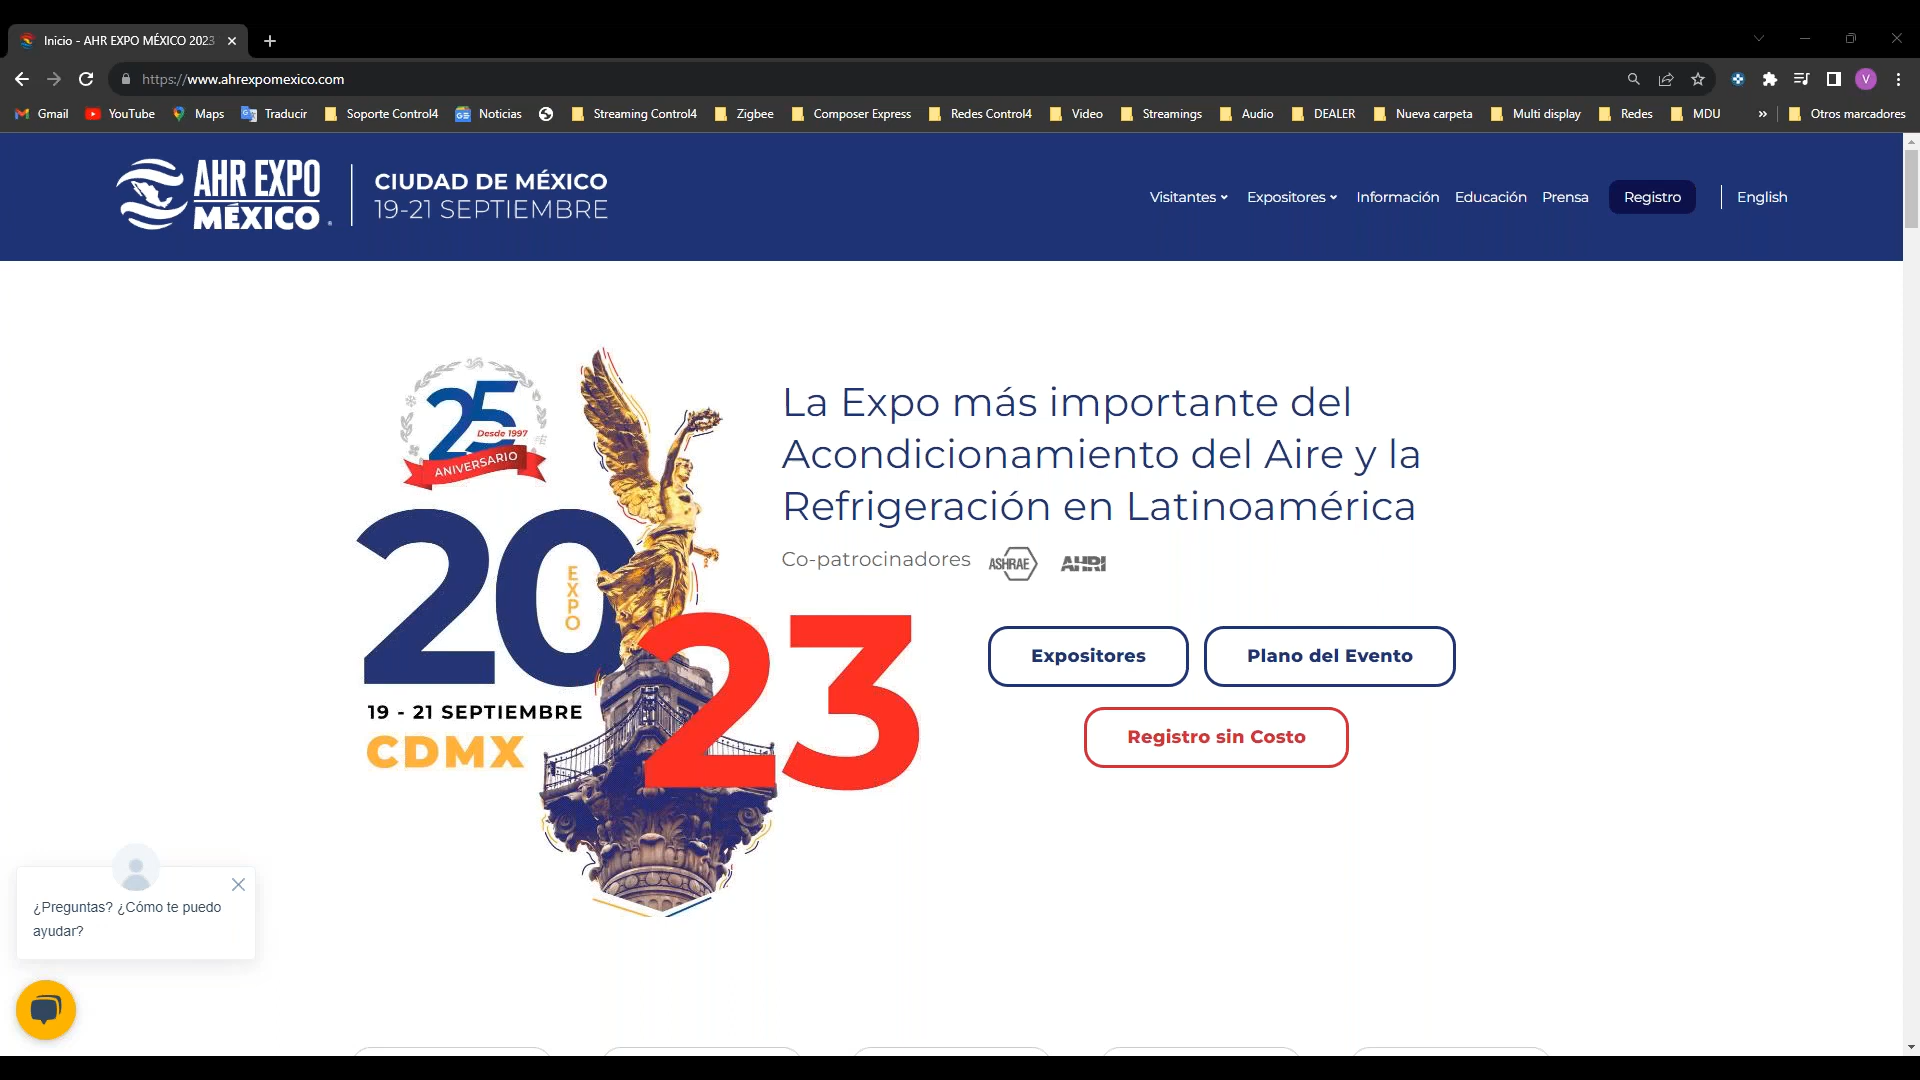 Inicio - AHR EXPO MÉXICO 2023
https://www.ahrexpomexico.com
V
Gmail YouTube Maps Traducir Soporte Control4 Noticias Streaming Control4 Zigbee Composer Express Redes Control4 Video Streamings Audio DEALER Nueva carpeta Multi display Redes MDU » Otros marcadores
AHR EXPO
MÉXICO
CIUDAD DE MÉXICO
19-21 SEPTIEMBRE
Visitantes Expositores Información Educación Prensa Registro English
25
Desde 1997
ANIVERSARIO
20
EXPO
23
19 - 21 SEPTIEMBRE
CDMX
La Expo más importante del
Acondicionamiento del Aire y la
Refrigeración en Latinoamérica
Co-patrocinadores ASHRAE AHRI
Expositores Plano del Evento
Registro sin Costo
¿Preguntas? ¿Cómo te puedo
ayudar?